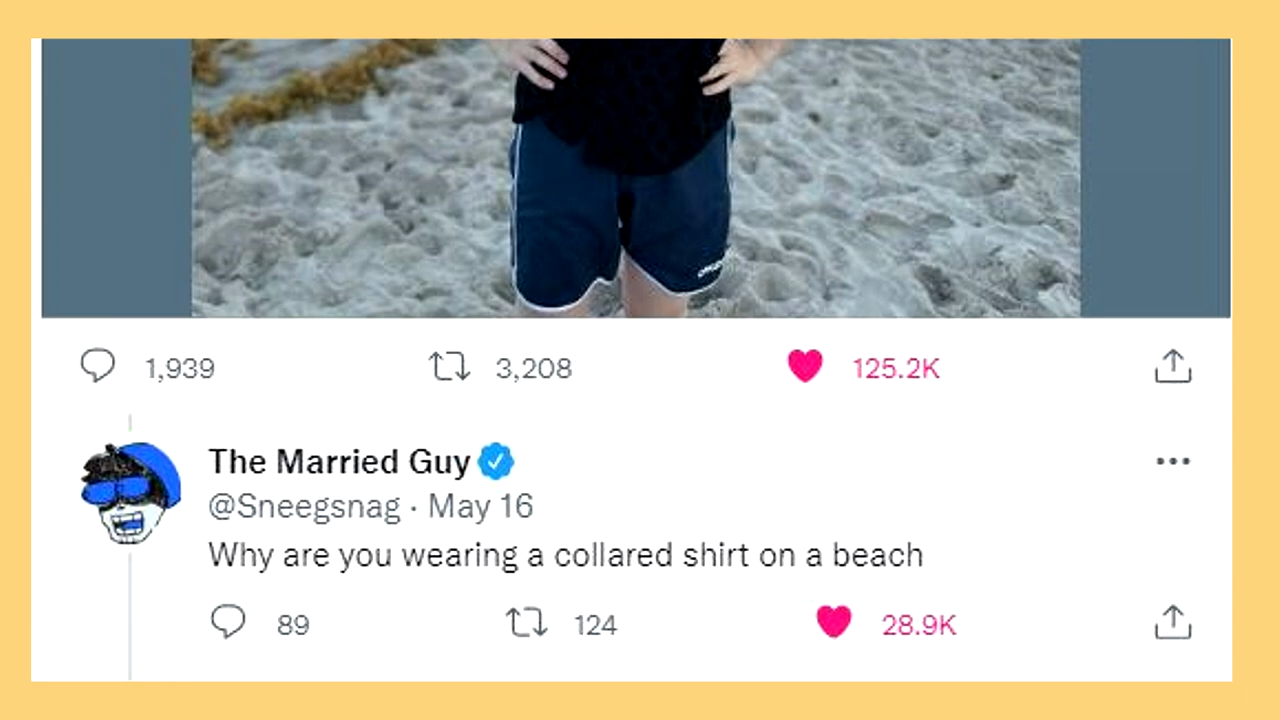 1,939 3,208 125.2K
The Married Guy
@Sneegsnag · May 16
Why are you wearing a collared shirt on a beach
89 124 28.9K